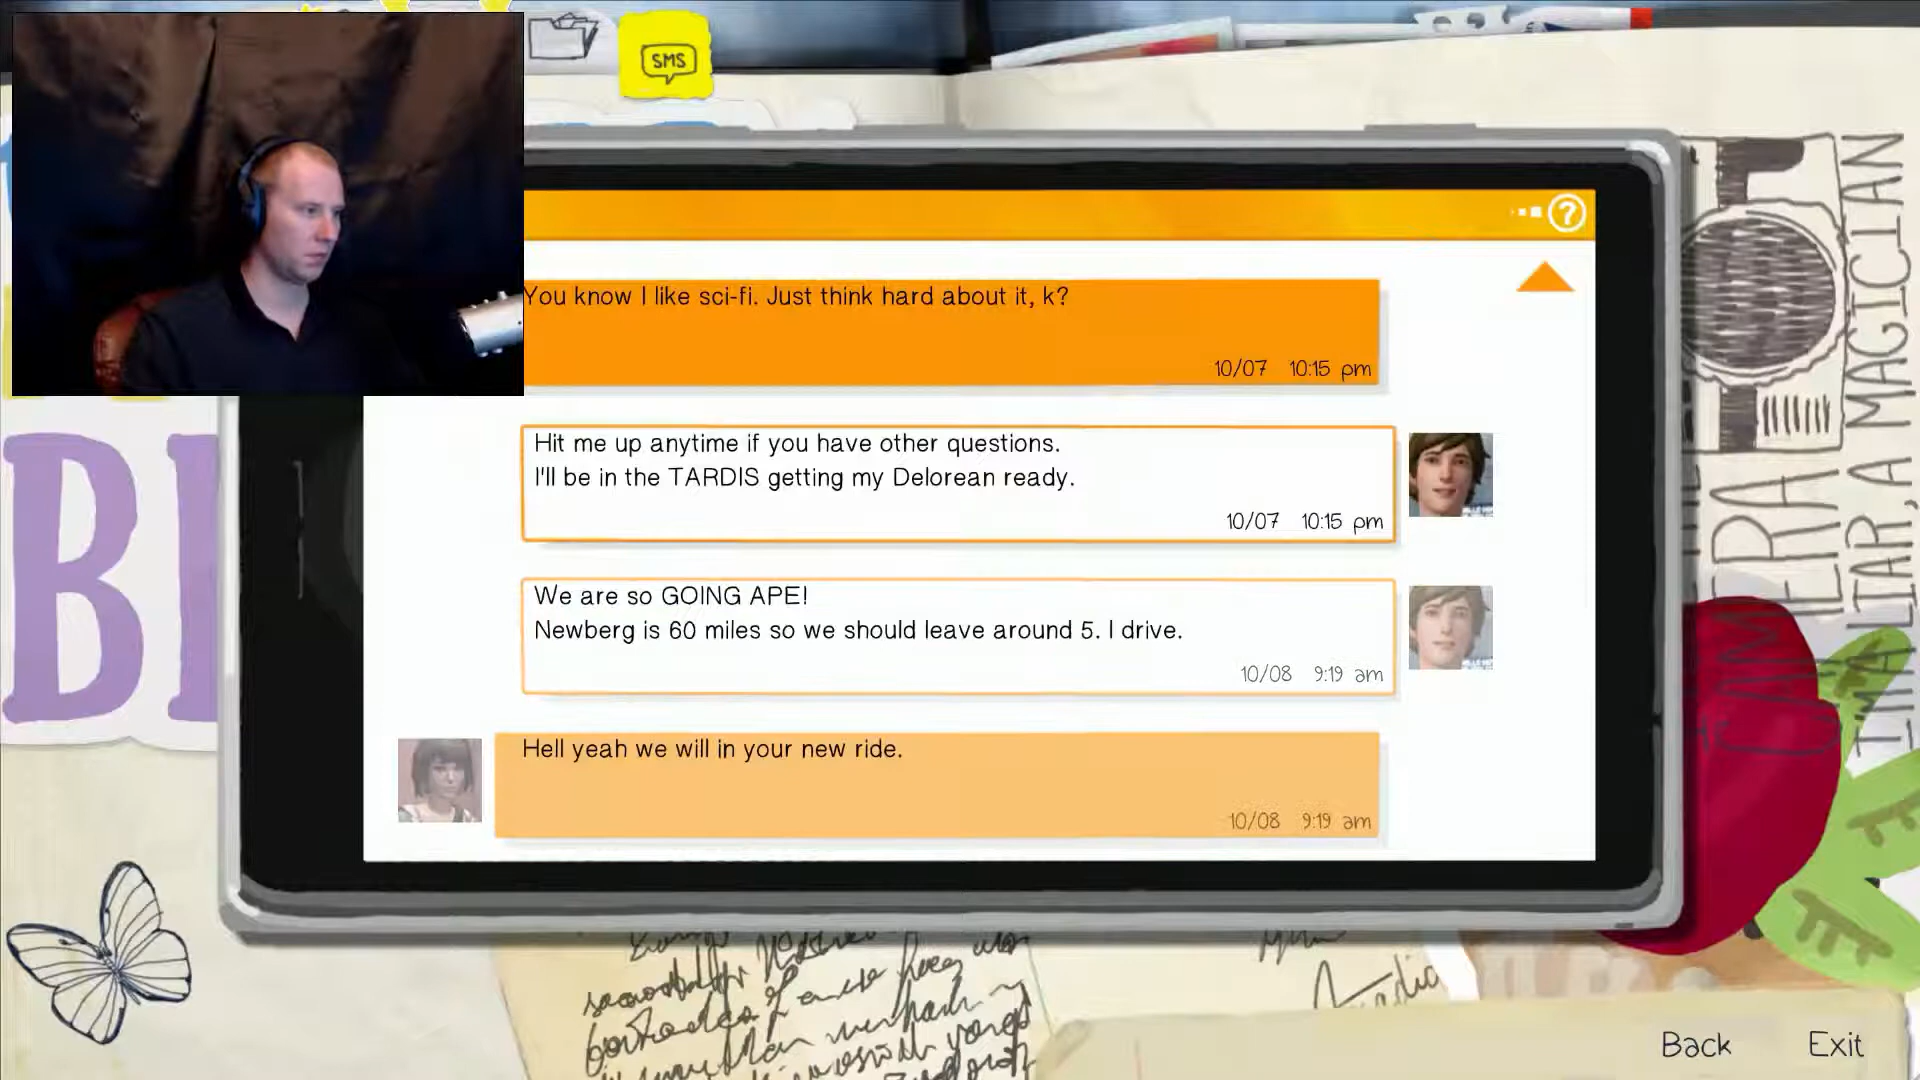 SMS
You know I like sci-fi. Just think hard about it, k?
10/07 10:15 pm
Hit me up anytime if you have other questions.
I'll be in the TARDIS getting my Delorean ready.
10/07 10:15 pm
We are so GOING APE!
Newberg is 60 miles so we should leave around 5. I drive.
10/08 9:19 am
Hell yeah we will in your new ride.
10/08 9:19 am
LIAR, A MAGICIAN
Back
Exit